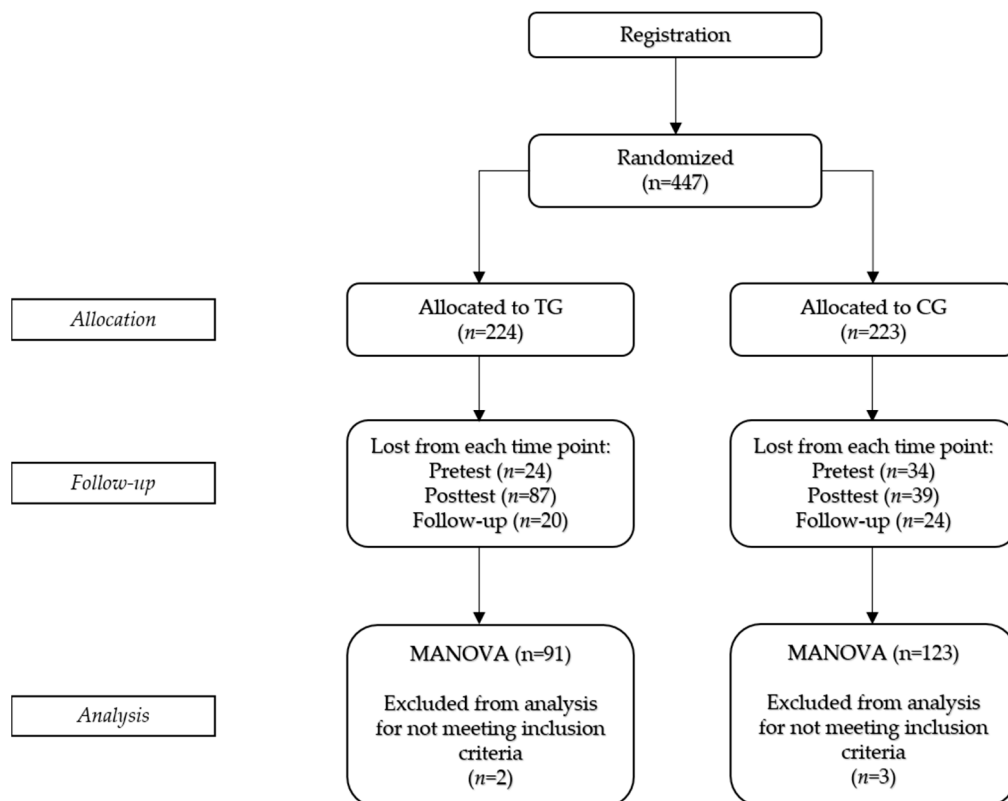 Registration
Randomized
(n=447)
Allocation
Allocated to TG
(n=224)
Allocated to CG
(n=223)
Follow-up
Lost from each time point:
Pretest (n=24)
Posttest (n=87)
Follow-up (n=20)
Lost from each time point:
Pretest (n=34)
Posttest (n=39)
Follow-up (n=24)
Analysis
MANOVA (n=91)
Excluded from analysis
for not meeting inclusion
criteria
(n=2)
MANOVA (n=123)
Excluded from analysis
for not meeting inclusion
criteria
(n=3)